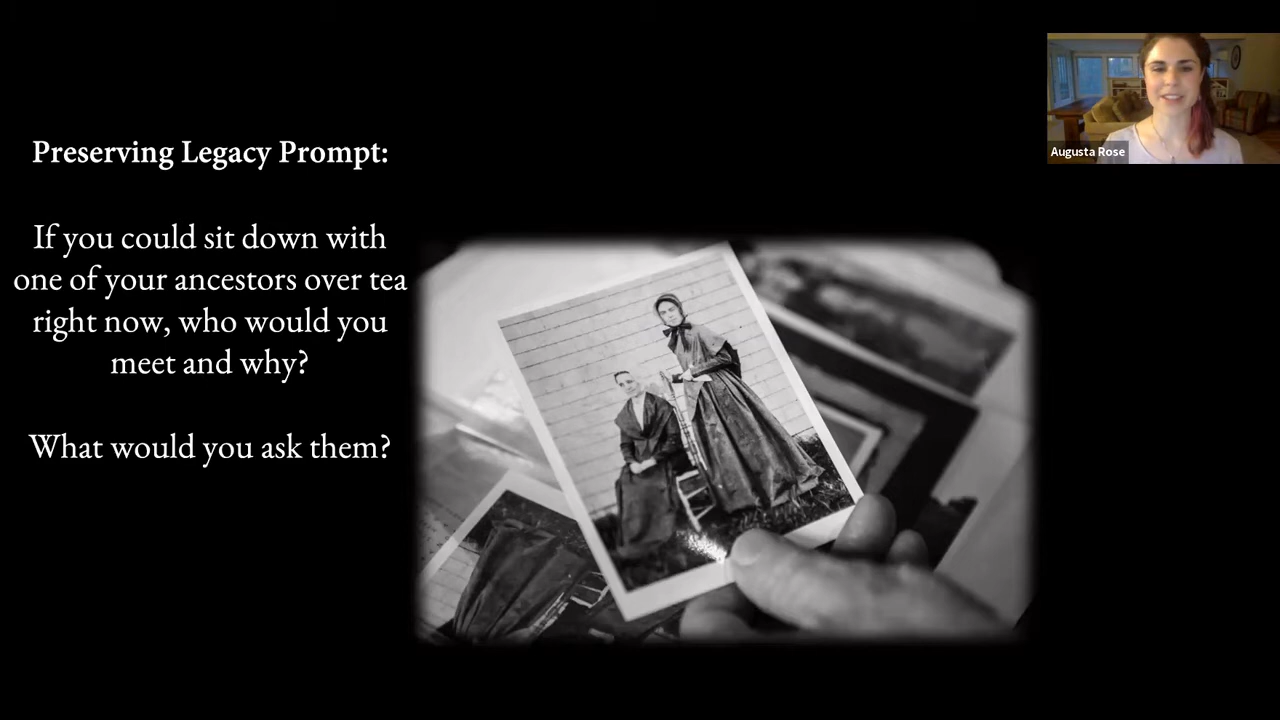 Preserving Legacy Prompt:
If you could sit down with
one of your ancestors over tea
right now, who would you
meet and why?
What would you ask them?
Augusta Rose